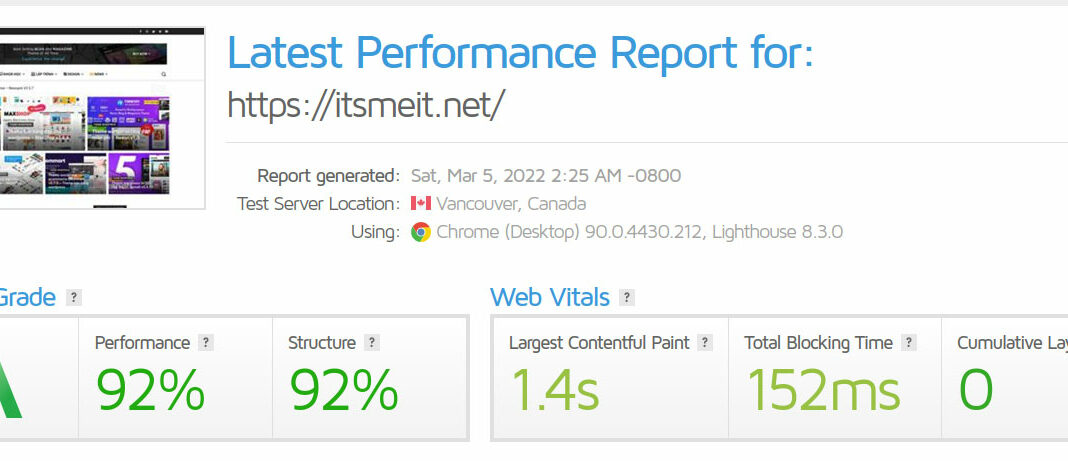 Latest Performance Report for:
https://itsmeit.net/
Report generated: Sat, Mar 5, 2022 2:25 AM -0800
Test Server Location: Vancouver, Canada
Using: Chrome (Desktop) 90.0.4430.212, Lighthouse 8.3.0
Grade ?
Web Vitals ?
Performance ? Structure ? Largest Contentful Paint ? Total Blocking Time ? Cumulative Lay
92% 92% 1.4s 152ms 0